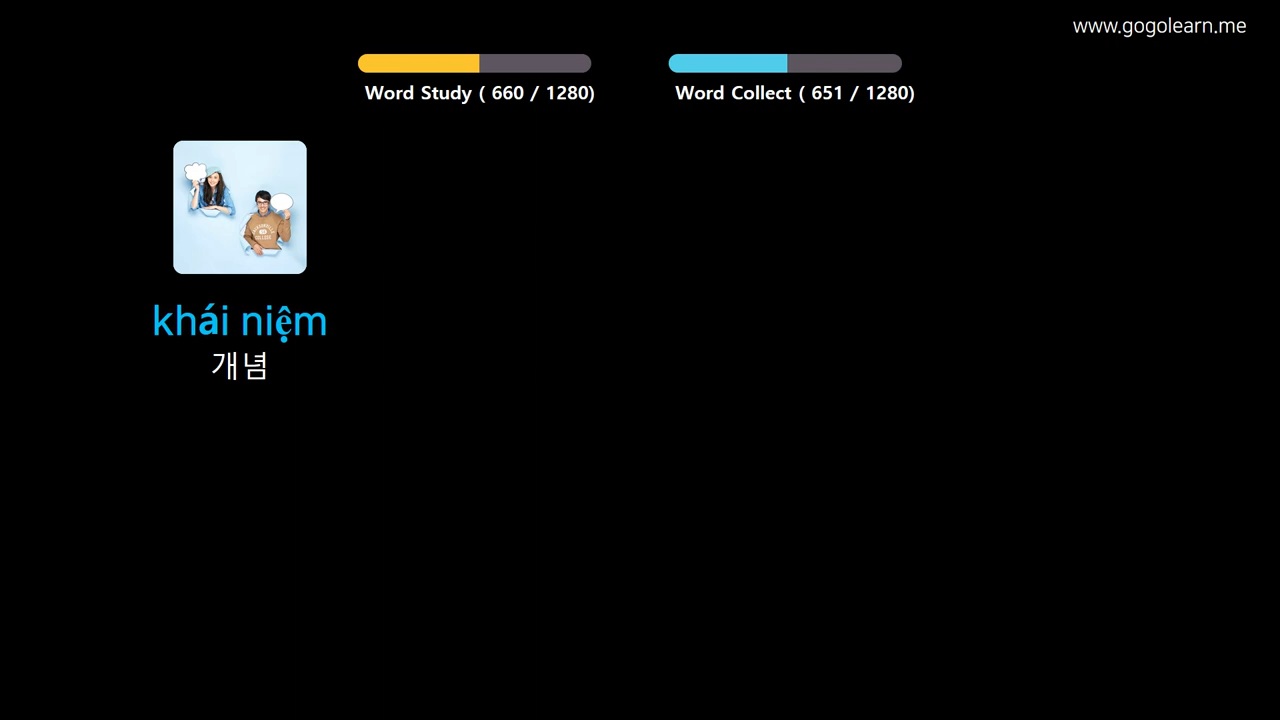 www.gogolearn.me
Word Study ( 660 / 1280)
Word Collect ( 651 / 1280)
khái niệm
개념